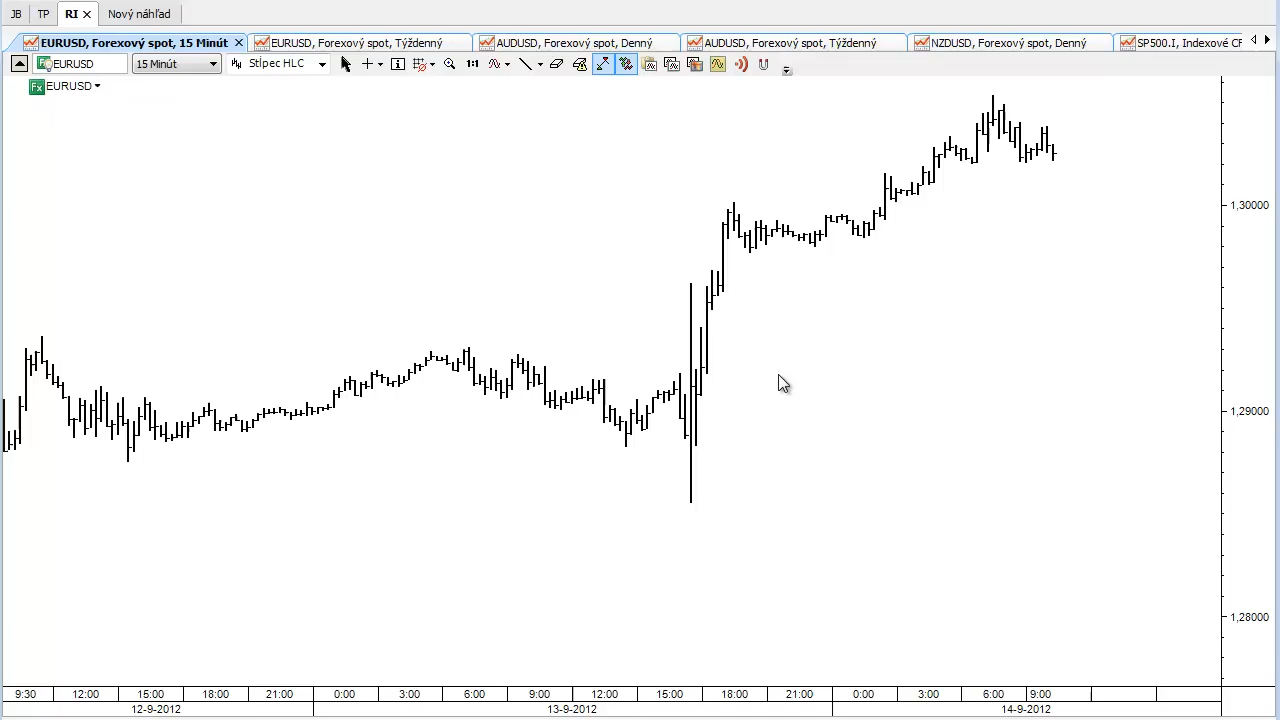 JB TP RI Nový náhľad
EURUSD, Forexový spot, 15 Minút EURUSD, Forexový spot, Týždenný AUDUSD, Forexový spot, Denný AUDUSD, Forexový spot, Týždenný NZDUSD, Forexový spot, Denný SP500.I, Indexové CF
EURUSD 15 Minút Stĺpec HLC 1:1
Fx EURUSD
1,30000
1,29000
1,28000
9:30 12:00 15:00 18:00 21:00 0:00 3:00 6:00 9:00 12:00 15:00 18:00 21:00 0:00 3:00 6:00 9:00
12-9-2012 13-9-2012 14-9-2012